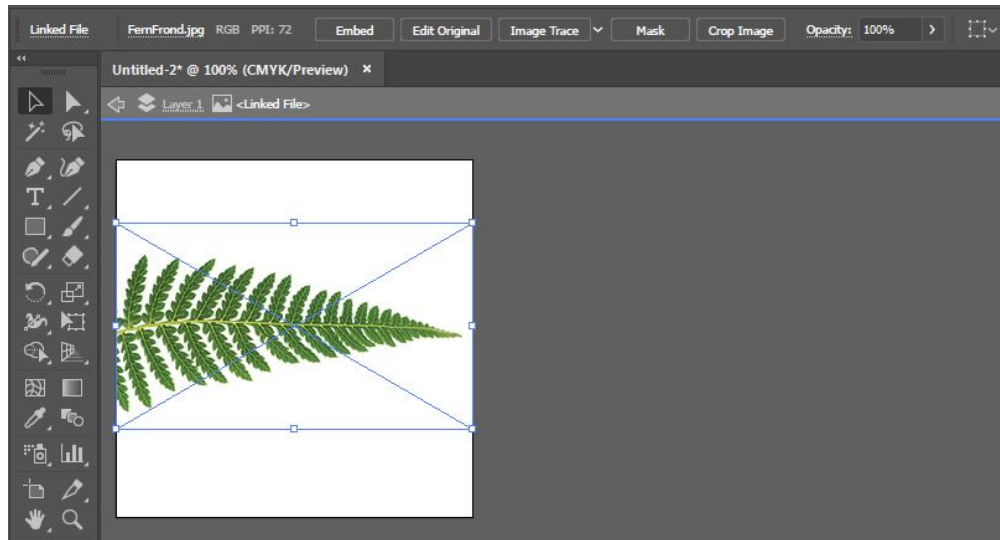 Linked File FernFrond.jpg RGB PPI: 72 Embed Edit Original Image Trace Mask Crop Image Opacity: 100%
Untitled-2* @ 100% (CMYK/Preview) ×
Layer 1 <Linked File>